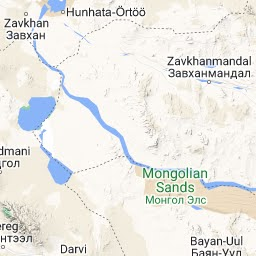 Zavkhan
Завхан
Hunhata-Örtöö
Zavkhanmandal
Завханмандал
Mongolian
Sands
Монгол Элс
Bayan-Uul
Баян-Уул
Darvi